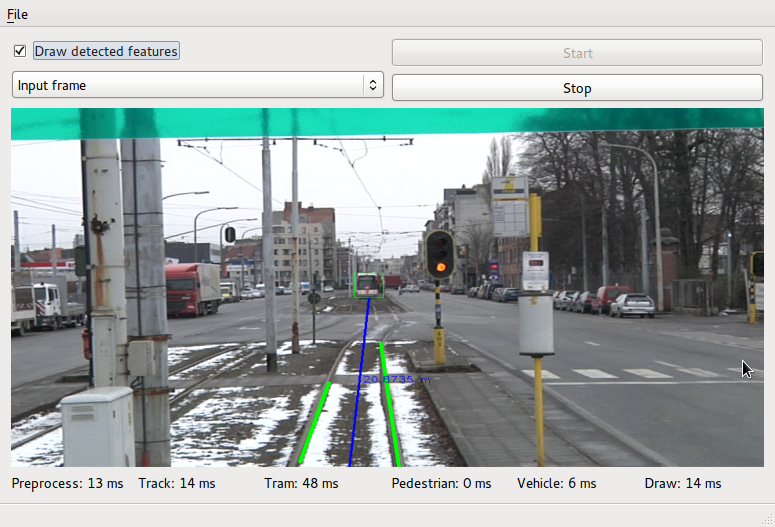 File
Draw detected features
Start
Input frame
Stop
Preprocess: 13 ms Track: 14 ms Tram: 48 ms Pedestrian: 0 ms Vehicle: 6 ms Draw: 14 ms